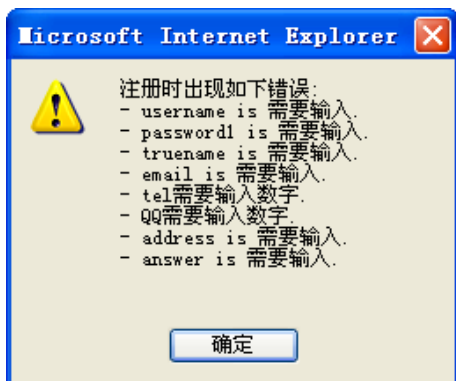 Microsoft Internet Explorer
注册时出现如下错误:
- username is 需要输入.
- password1 is 需要输入.
- truename is 需要输入.
- email is 需要输入.
- tel需要输入数字.
- QQ需要输入数字.
- address is 需要输入.
- answer is 需要输入.
确定